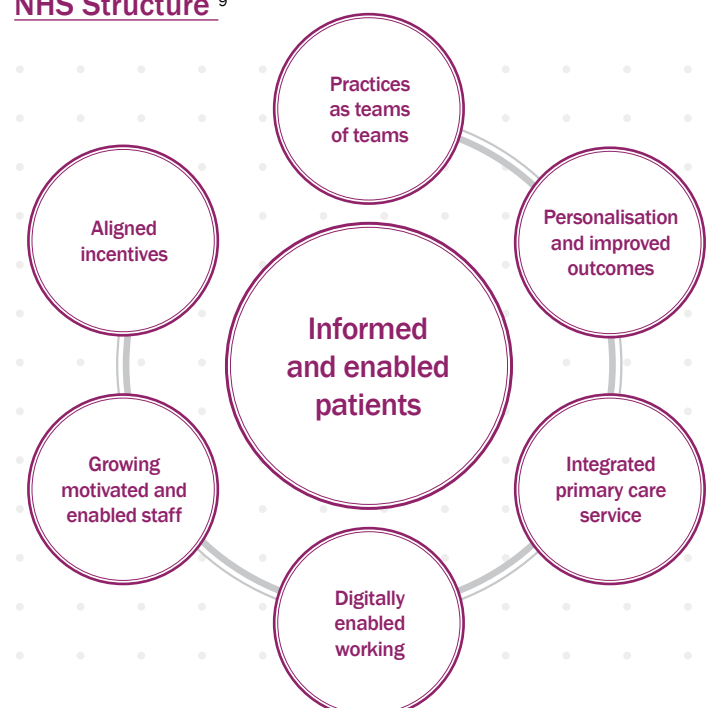 NHS Structure 9
Practices
as teams
of teams
Personalisation
and improved
outcomes
Aligned
incentives
Informed
and enabled
patients
Integrated
primary care
service
Growing
motivated and
enabled staff
Digitally
enabled
working